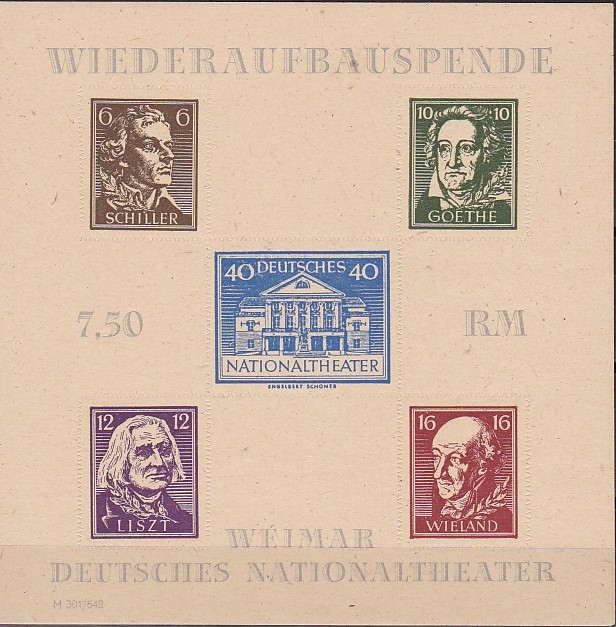 WIEDERAUFBAUSPENDE
6 6
SCHILLER
10 10
GOETHE
40 DEUTSCHES 40
NATIONALTHEATER
ENGELBERT SCHONER
7,50 RM
12 12
LISZT
16 16
WIELAND
WEIMAR
DEUTSCHES NATIONALTHEATER
M 301/642